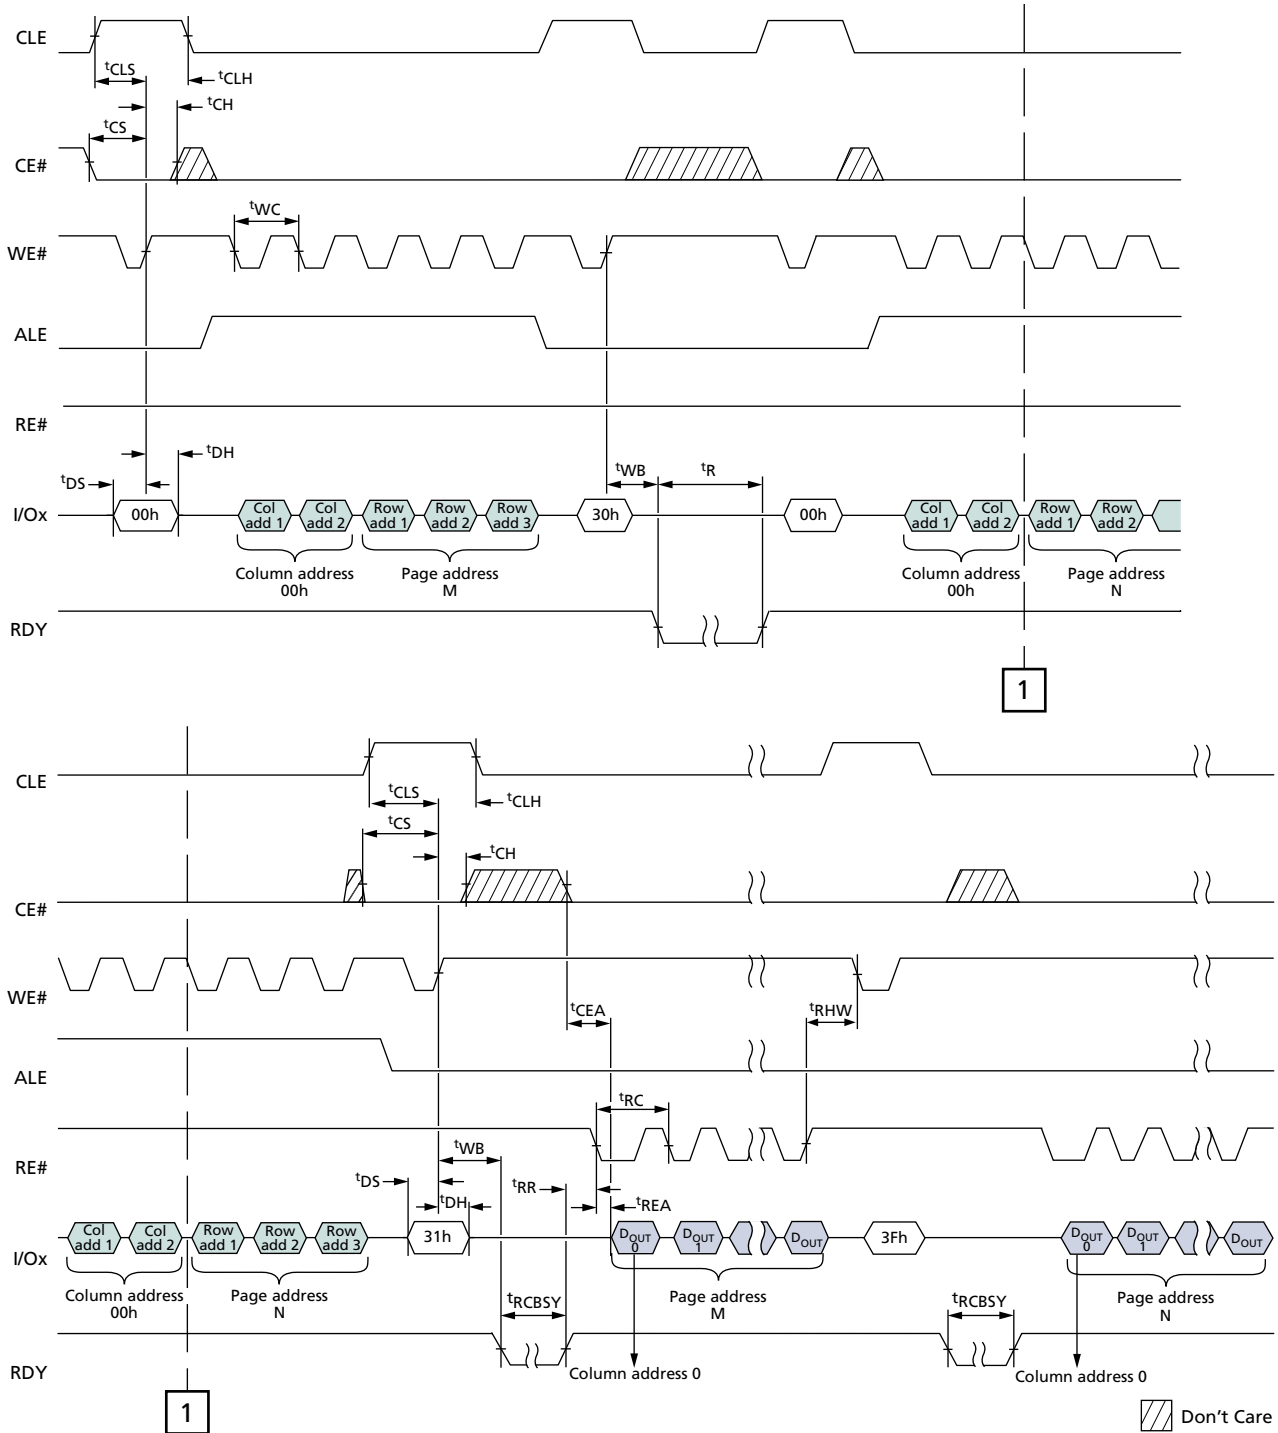 CLE
tCLS
tCLH
tCH
tCS
CE#
tWC
WE#
ALE
RE#
tDH
tWB
tR
tDS
I/Ox
00h
Col add 1
Col add 2
Row add 1
Row add 2
Row add 3
30h
00h
Col add 1
Col add 2
Row add 1
Row add 2
Column address
00h
Page address
M
Column address
00h
Page address
N
RDY
1
CLE
tCLS
tCLH
tCS
tCH
CE#
WE#
tCEA
tRHW
ALE
tRC
RE#
tWB
tDS
tRR
tDH
tREA
I/Ox
Col add 1
Col add 2
Row add 1
Row add 2
Row add 3
31h
DOUT 0
DOUT 1
DOUT
3Fh
DOUT 0
DOUT 1
DOUT
Column address
00h
Page address
N
tRCBSY
Page address
M
tRCBSY
Page address
N
RDY
Column address 0
Column address 0
1
Don't Care